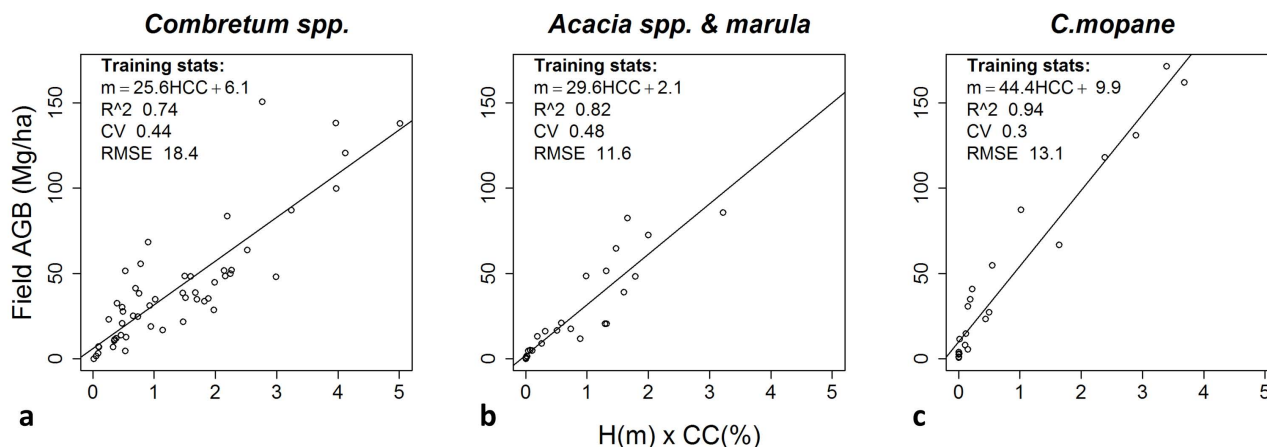 Combretum spp.
Training stats:
m = 25.6HCC + 6.1
R^2 0.74
CV 0.44
RMSE 18.4
Field AGB (Mg/ha)
0 50 100 150
0 1 2 3 4 5
a
Acacia spp. & marula
Training stats:
m = 29.6HCC + 2.1
R^2 0.82
CV 0.48
RMSE 11.6
0 50 100 150
0 1 2 3 4 5
b
H(m) x CC(%)
C.mopane
Training stats:
m = 44.4HCC + 9.9
R^2 0.94
CV 0.3
RMSE 13.1
0 50 100 150
0 1 2 3 4 5
c